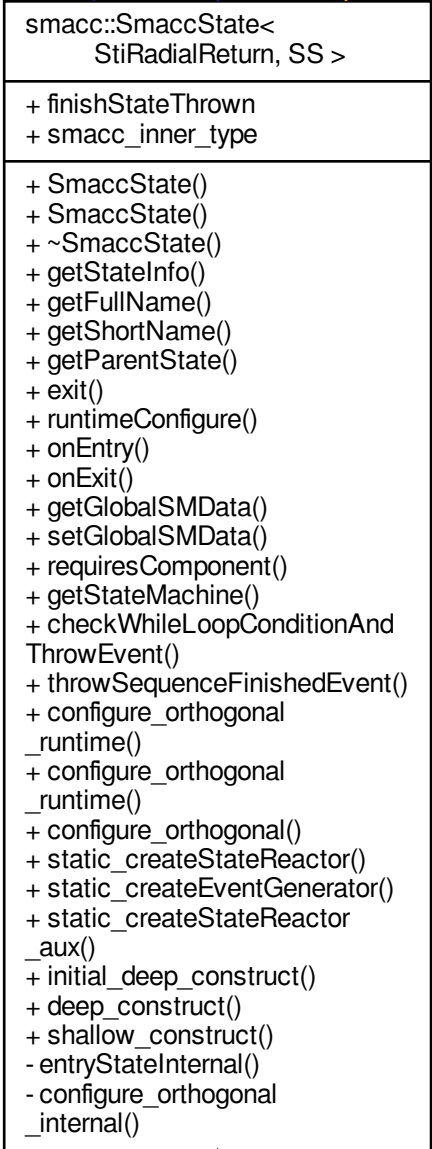 smacc::SmaccState<
StiRadialReturn, SS >
+ finishStateThrown
+ smacc_inner_type
+ SmaccState()
+ SmaccState()
+ ~SmaccState()
+ getStateInfo()
+ getFullName()
+ getShortName()
+ getParentState()
+ exit()
+ runtimeConfigure()
+ onEntry()
+ onExit()
+ getGlobalSMData()
+ setGlobalSMData()
+ requiresComponent()
+ getStateMachine()
+ checkWhileLoopConditionAnd
ThrowEvent()
+ throwSequenceFinishedEvent()
+ configure_orthogonal
_runtime()
+ configure_orthogonal
_runtime()
+ configure_orthogonal()
+ static_createStateReactor()
+ static_createEventGenerator()
+ static_createStateReactor
_aux()
+ initial_deep_construct()
+ deep_construct()
+ shallow_construct()
- entryStateInternal()
- configure_orthogonal
_internal()